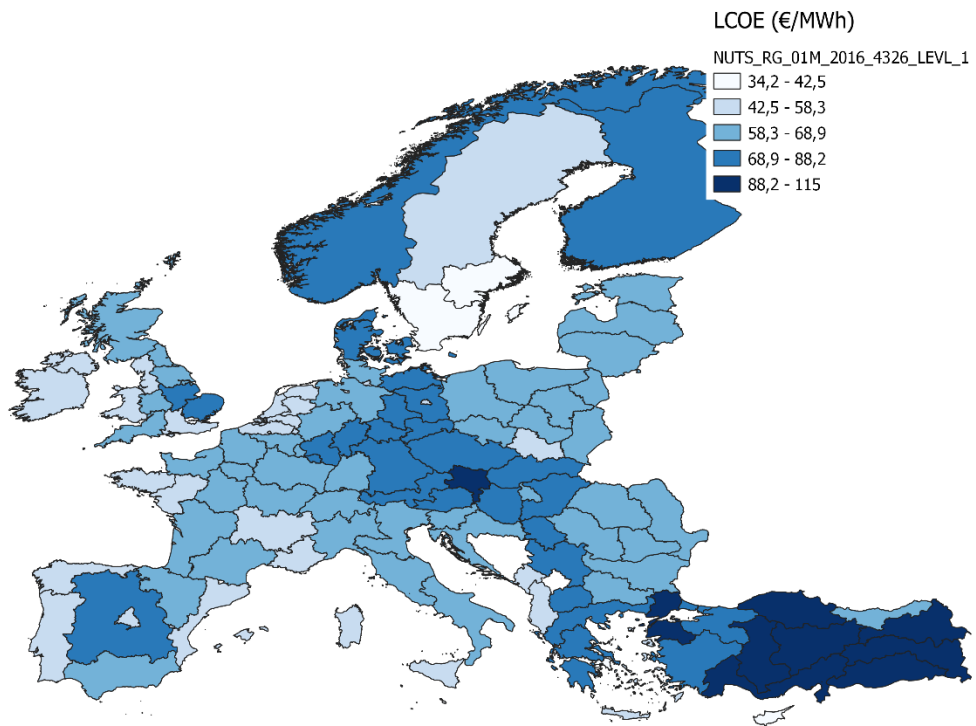 LCOE (€/MWh)
NUTS_RG_01M_2016_4326_LEVL_1
34,2 - 42,5
42,5 - 58,3
58,3 - 68,9
68,9 - 88,2
88,2 - 115